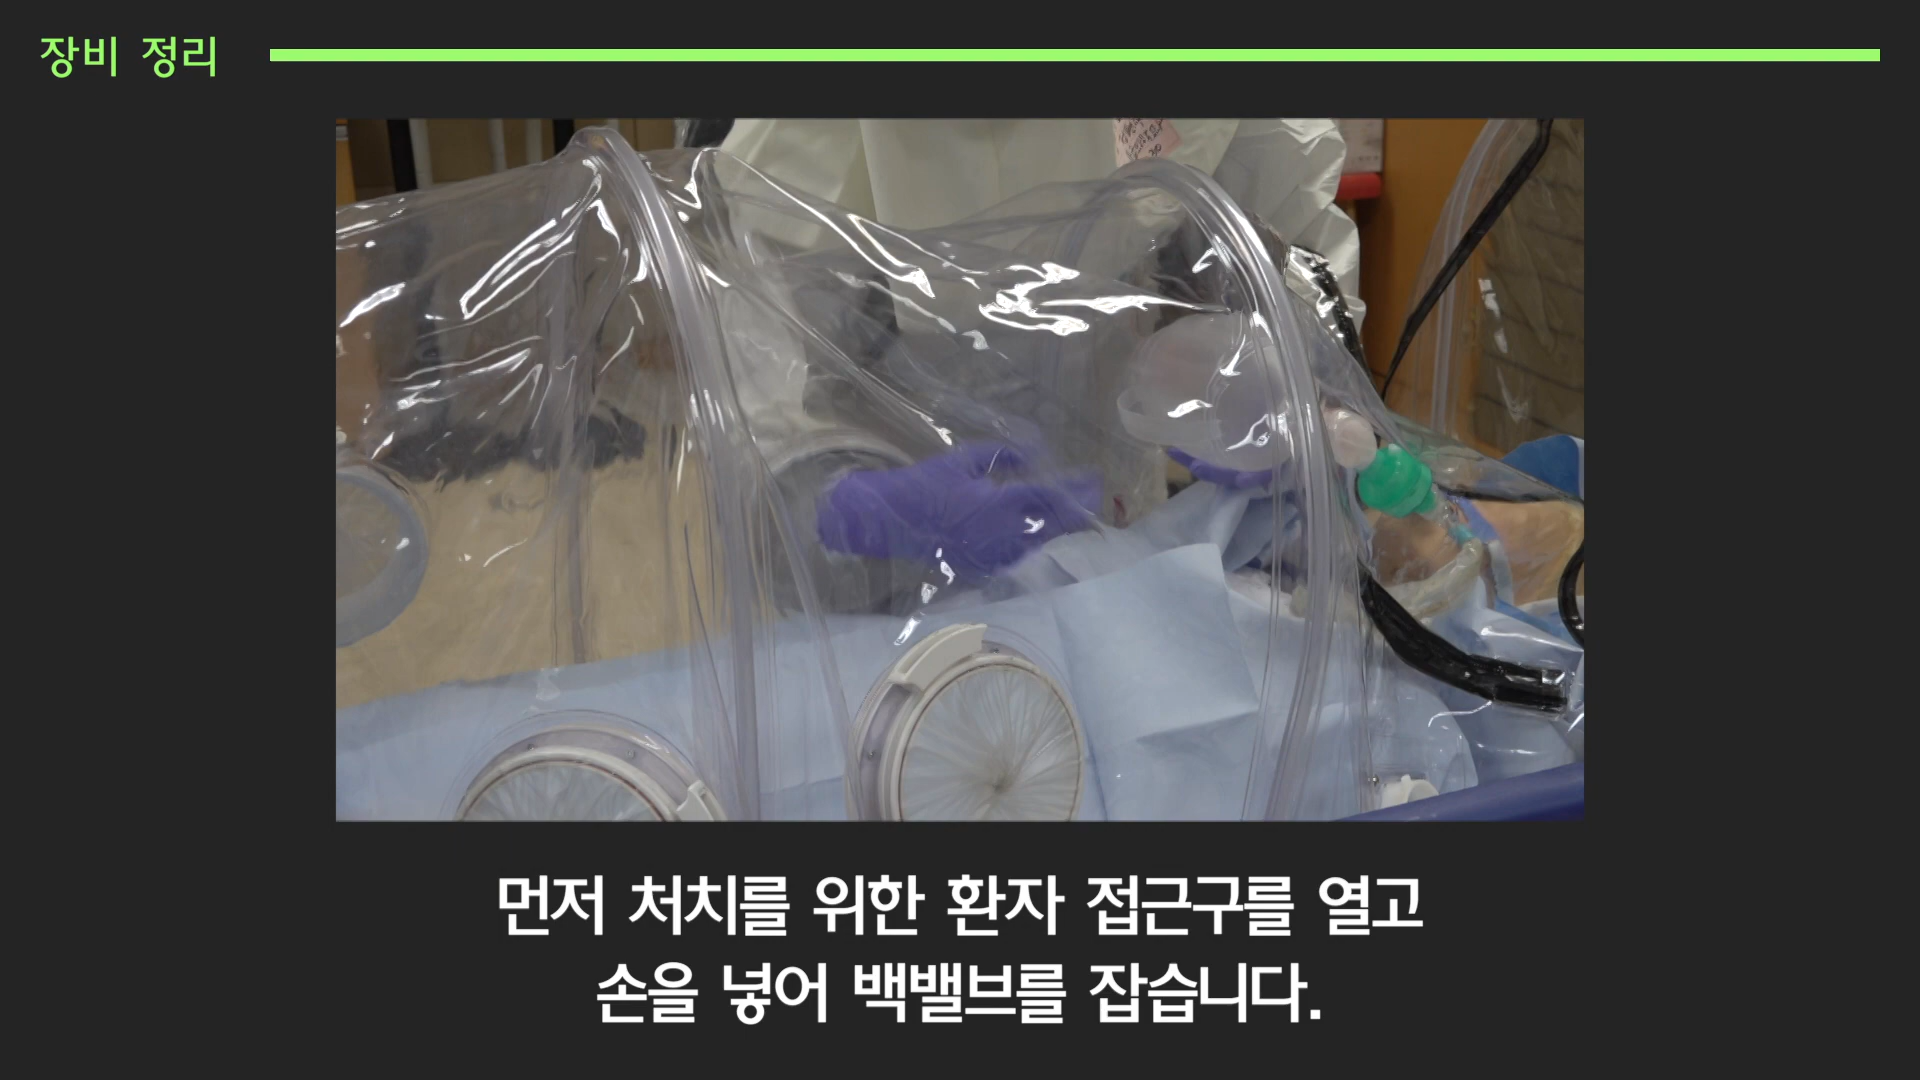 장비 정리
먼저 처치를 위한 환자 접근구를 열고
손을 넣어 백밸브를 잡습니다.